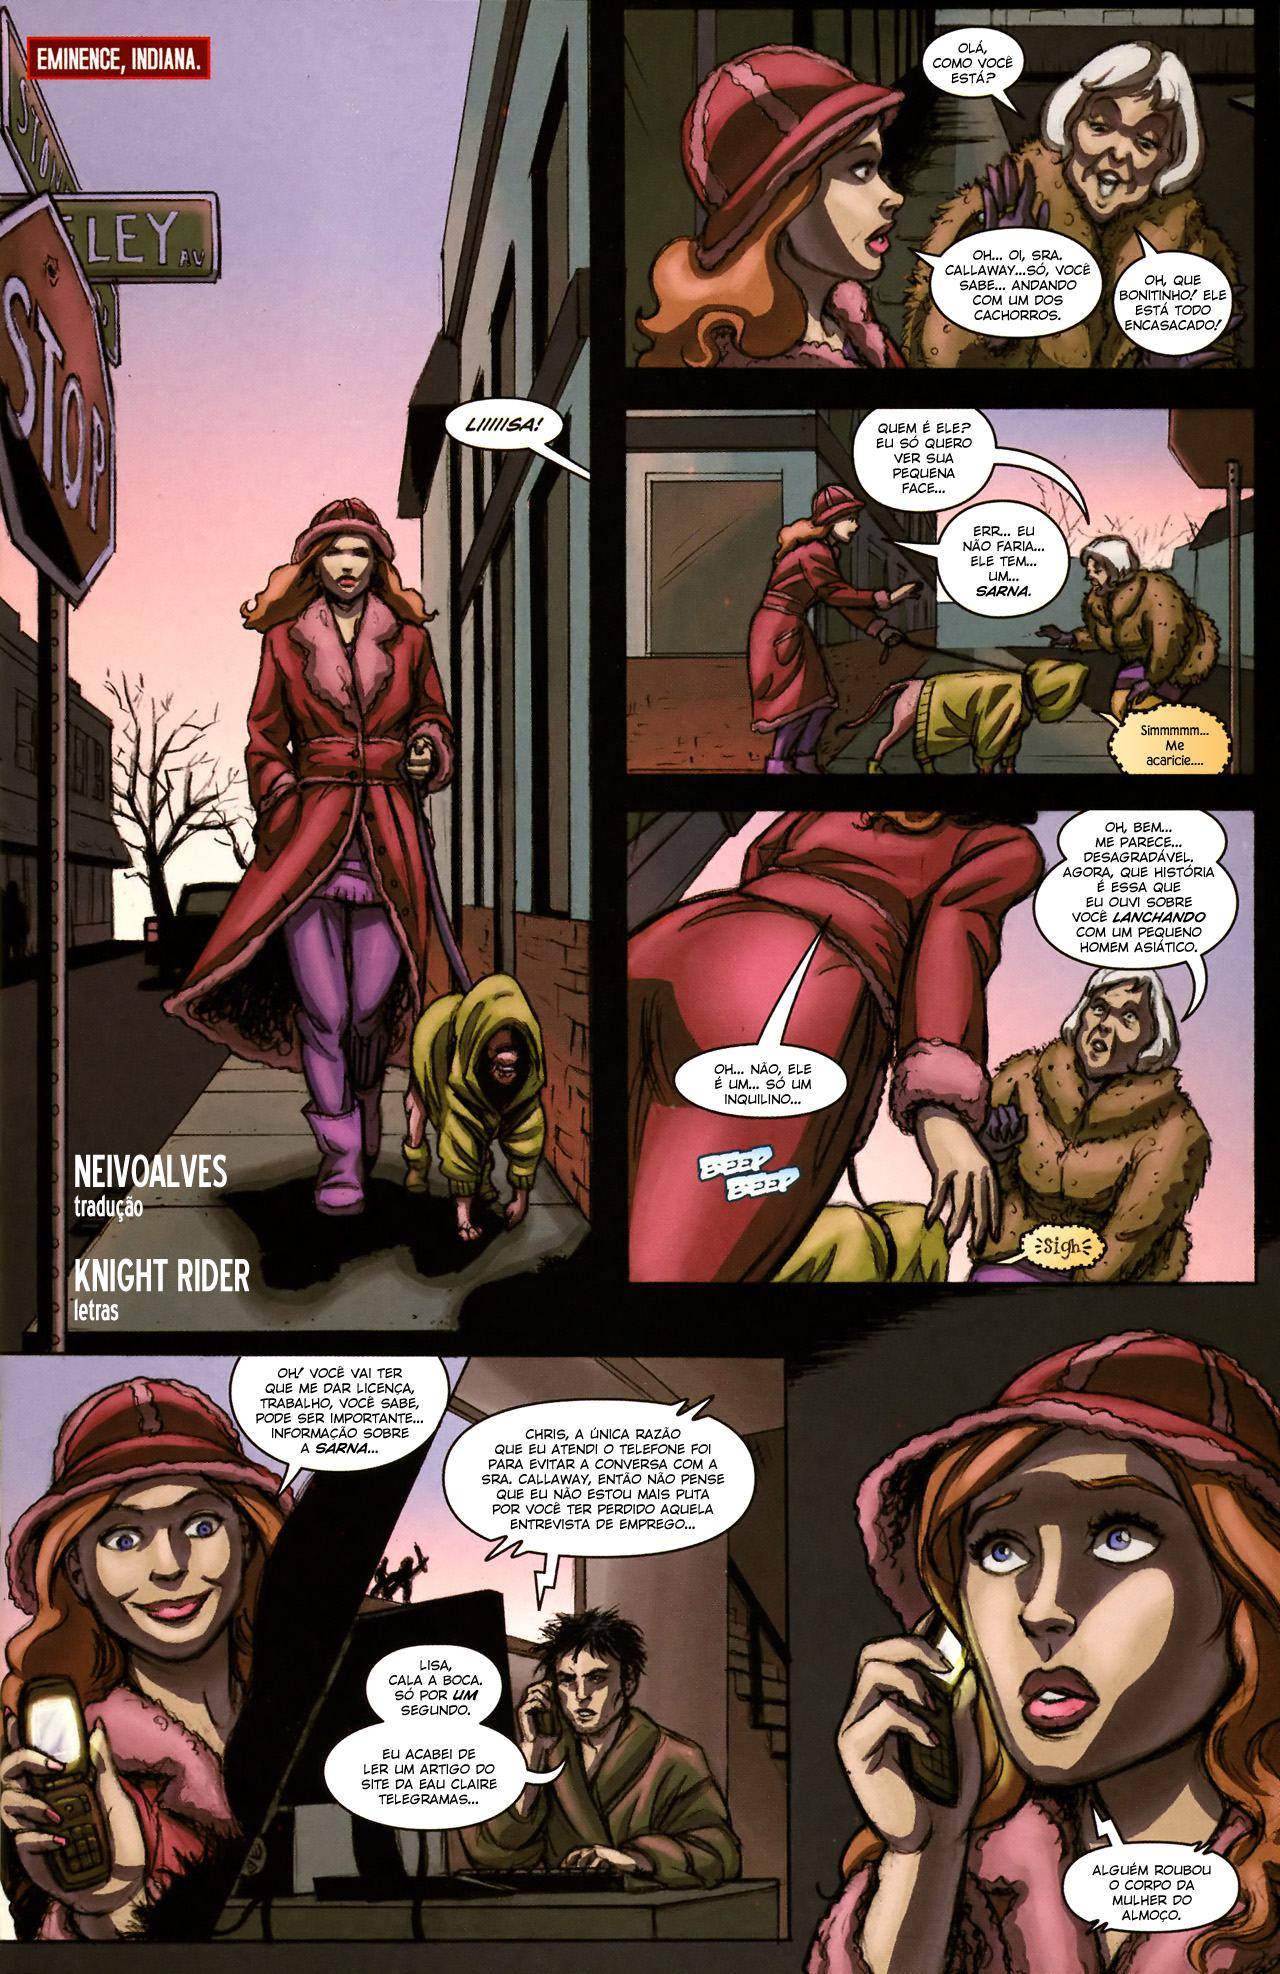 EMINENCE, INDIANA.
STON
ELEY AV
STOP
LIIIIISA!
NEIVOALVES
tradução
KNIGHT RIDER
letras
OLÁ,
COMO VOCÊ
ESTÁ?
OH... OI, SRA.
CALLAWAY...SÓ, VOCÊ
SABE... ANDANDO
COM UM DOS
CACHORROS.
OH, QUE
BONITINHO! ELE
ESTÁ TODO
ENCASACADO!
QUEM É ELE?
EU SÓ QUERO
VER SUA
PEQUENA
FACE...
ERR... EU
NÃO FARIA...
ELE TEM...
UM...
SARNA.
Simmmmm...
Me
acaricie....
OH, BEM...
ME PARECE...
DESAGRADÁVEL.
AGORA, QUE HISTÓRIA
É ESSA QUE
EU OUVI SOBRE
VOCÊ LANCHANDO
COM UM PEQUENO
HOMEM ASIÁTICO.
OH... NÃO, ELE
É UM... SÓ UM
INQUILINO...
BEEP
BEEP
Sigh
OH! VOCÊ VAI TER
QUE ME DAR LICENÇA,
TRABALHO, VOCÊ SABE,
PODE SER IMPORTANTE...
INFORMAÇÃO SOBRE
A SARNA...
CHRIS, A ÚNICA RAZÃO
QUE EU ATENDI O TELEFONE FOI
PARA EVITAR A CONVERSA COM A
SRA. CALLAWAY, ENTÃO NÃO PENSE
QUE EU NÃO ESTOU MAIS PUTA
POR VOCÊ TER PERDIDO AQUELA
ENTREVISTA DE EMPREGO...
LISA,
CALA A BOCA.
SÓ POR UM
SEGUNDO.
EU ACABEI DE
LER UM ARTIGO DO
SITE DA EAU CLAIRE
TELEGRAMAS...
ALGUÉM ROUBOU
O CORPO DA
MULHER DO
ALMOÇO.